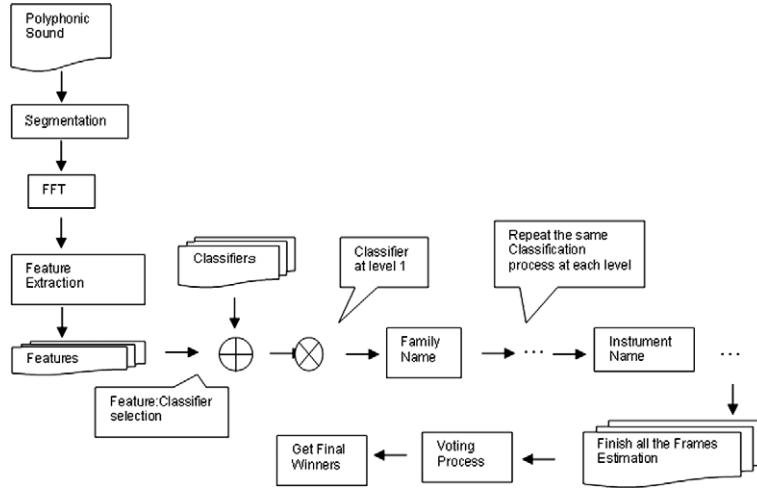 Polyphonic
Sound
Segmentation
FFT
Feature
Extraction
Features
Classifiers
Feature:Classifier
selection
Classifier
at level 1
Family
Name
Repeat the same
Classification
process at each level
...
Instrument
Name
...
Finish all the Frames
Estimation
Voting
Process
Get Final
Winners